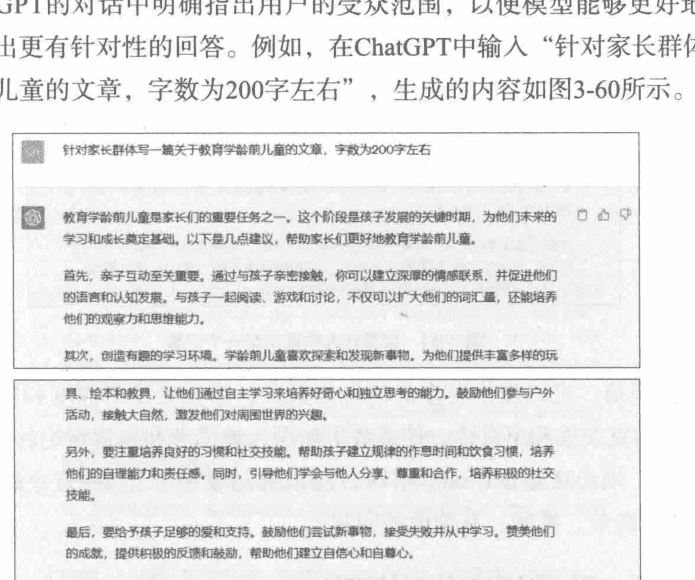 GPT的对话中明确指出用户的受众范围，以便模型能够更好地
出更有针对性的回答。例如，在ChatGPT中输入“针对家长群体
儿童的文章，字数为200字左右”，生成的内容如图3-60所示。
针对家长群体写一篇关于教育学龄前儿童的文章，字数为200字左右
教育学龄前儿童是家长们的重要任务之一。这个阶段是孩子发展的关键时期，为他们未来的
学习和成长奠定基础。以下是几点建议，帮助家长们更好地教育学龄前儿童。
首先，亲子互动至关重要。通过与孩子亲密接触，你可以建立深厚的情感联系，并促进他们
的语言和认知发展。与孩子一起阅读、游戏和讨论，不仅可以扩大他们的词汇量，还能培养
他们的观察力和思维能力。
其次，创造有趣的学习环境。学龄前儿童喜欢探索和发现新事物。为他们提供丰富多样的玩
具、绘本和教具，让他们通过自主学习来培养好奇心和独立思考的能力。鼓励他们参与户外
活动，接触大自然，激发他们对周围世界的兴趣。
另外，要注重培养良好的习惯和社交技能。帮助孩子建立规律的作息时间和饮食习惯，培养
他们的自理能力和责任感。同时，引导他们学会与他人分享、尊重和合作，培养积极的社交
技能。
最后，要给予孩子足够的爱和支持。鼓励他们尝试新事物，接受失败并从中学习。赞美他们
的成就，提供积极的反馈和鼓励，帮助他们建立自信心和自尊心。